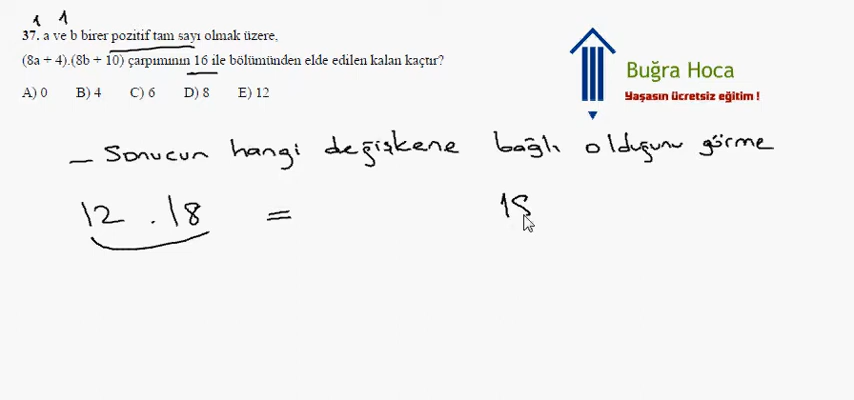 1 1
37. a ve b birer pozitif tam sayı olmak üzere,
(8a + 4).(8b + 10) çarpımının 16 ile bölümünden elde edilen kalan kaçtır?
A) 0 B) 4 C) 6 D) 8 E) 12
Buğra Hoca
Yaşasın ücretsiz eğitim !
– Sonucun hangi değişkene bağlı olduğunu görme
12 . 18 = 18